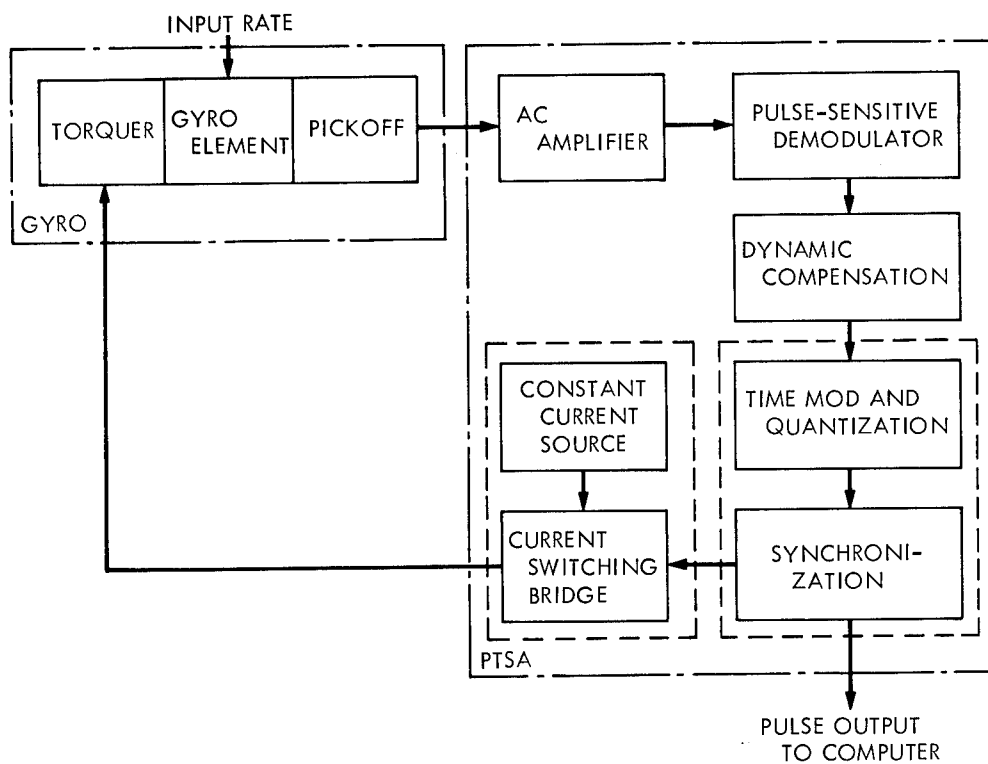 INPUT RATE
TORQUER
GYRO
ELEMENT
PICKOFF
GYRO
AC
AMPLIFIER
PULSE-SENSITIVE
DEMODULATOR
DYNAMIC
COMPENSATION
CONSTANT
CURRENT
SOURCE
TIME MOD AND
QUANTIZATION
CURRENT
SWITCHING
BRIDGE
SYNCHRONI-
ZATION
PTSA
PULSE OUTPUT
TO COMPUTER